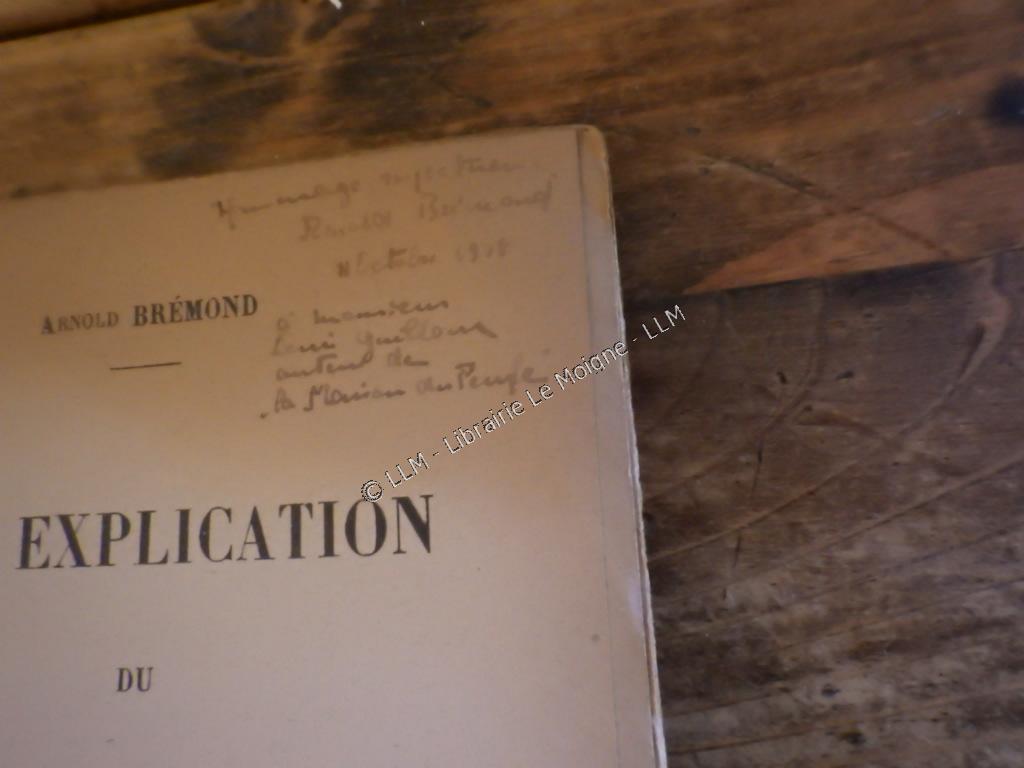 Hommage respectueux
Arnold Brémond
Octobre 1928
ARNOLD BRÉMOND
à monsieur
Louis Guilloux
auteur de
La Maison du Peuple
© LLM - Librairie Le Moigne - LLM
EXPLICATION
DU